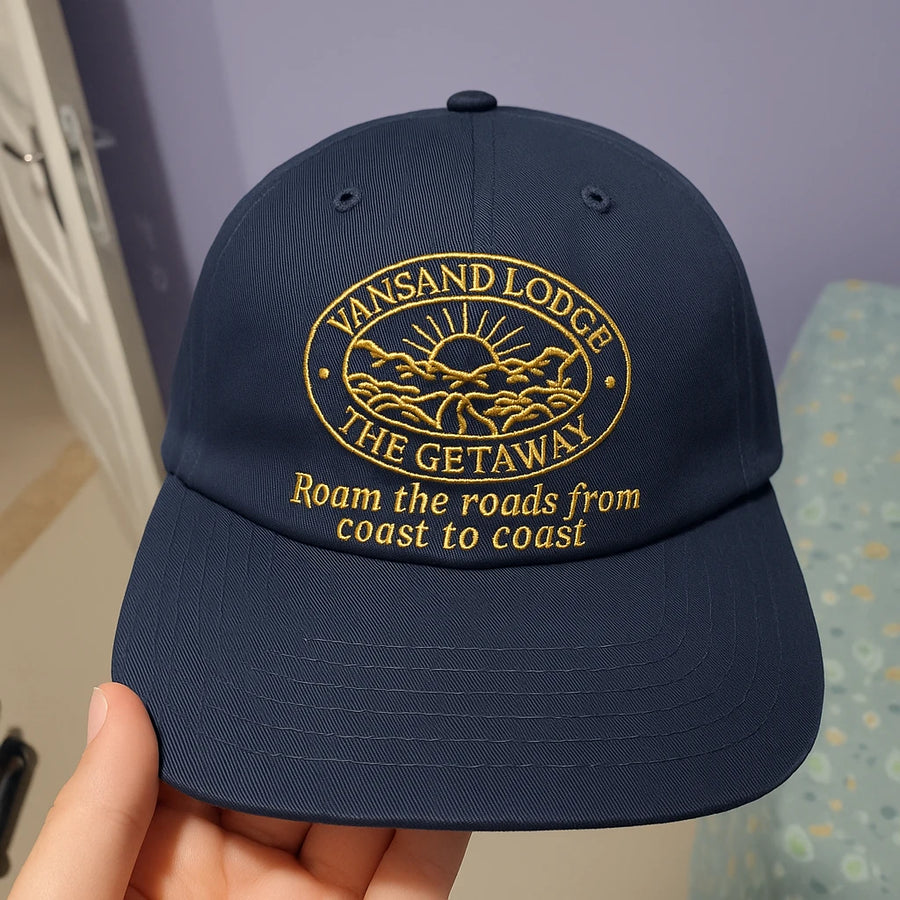 VANSAND LODGE
THE GETAWAY
Roam the roads from
coast to coast